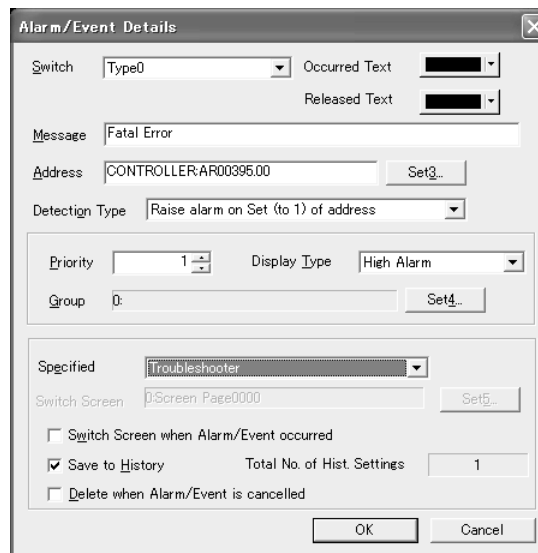 Alarm/Event Details
Switch Type0 Occurred Text
Released Text
Message Fatal Error
Address CONTROLLER:AR00395.00 Set3...
Detection Type Raise alarm on Set (to 1) of address
Priority 1 Display Type High Alarm
Group 0: Set4...
Specified Troubleshooter
Switch Screen 0:Screen Page0000 Set5...
Switch Screen when Alarm/Event occurred
Save to History Total No. of Hist. Settings 1
Delete when Alarm/Event is cancelled
OK Cancel